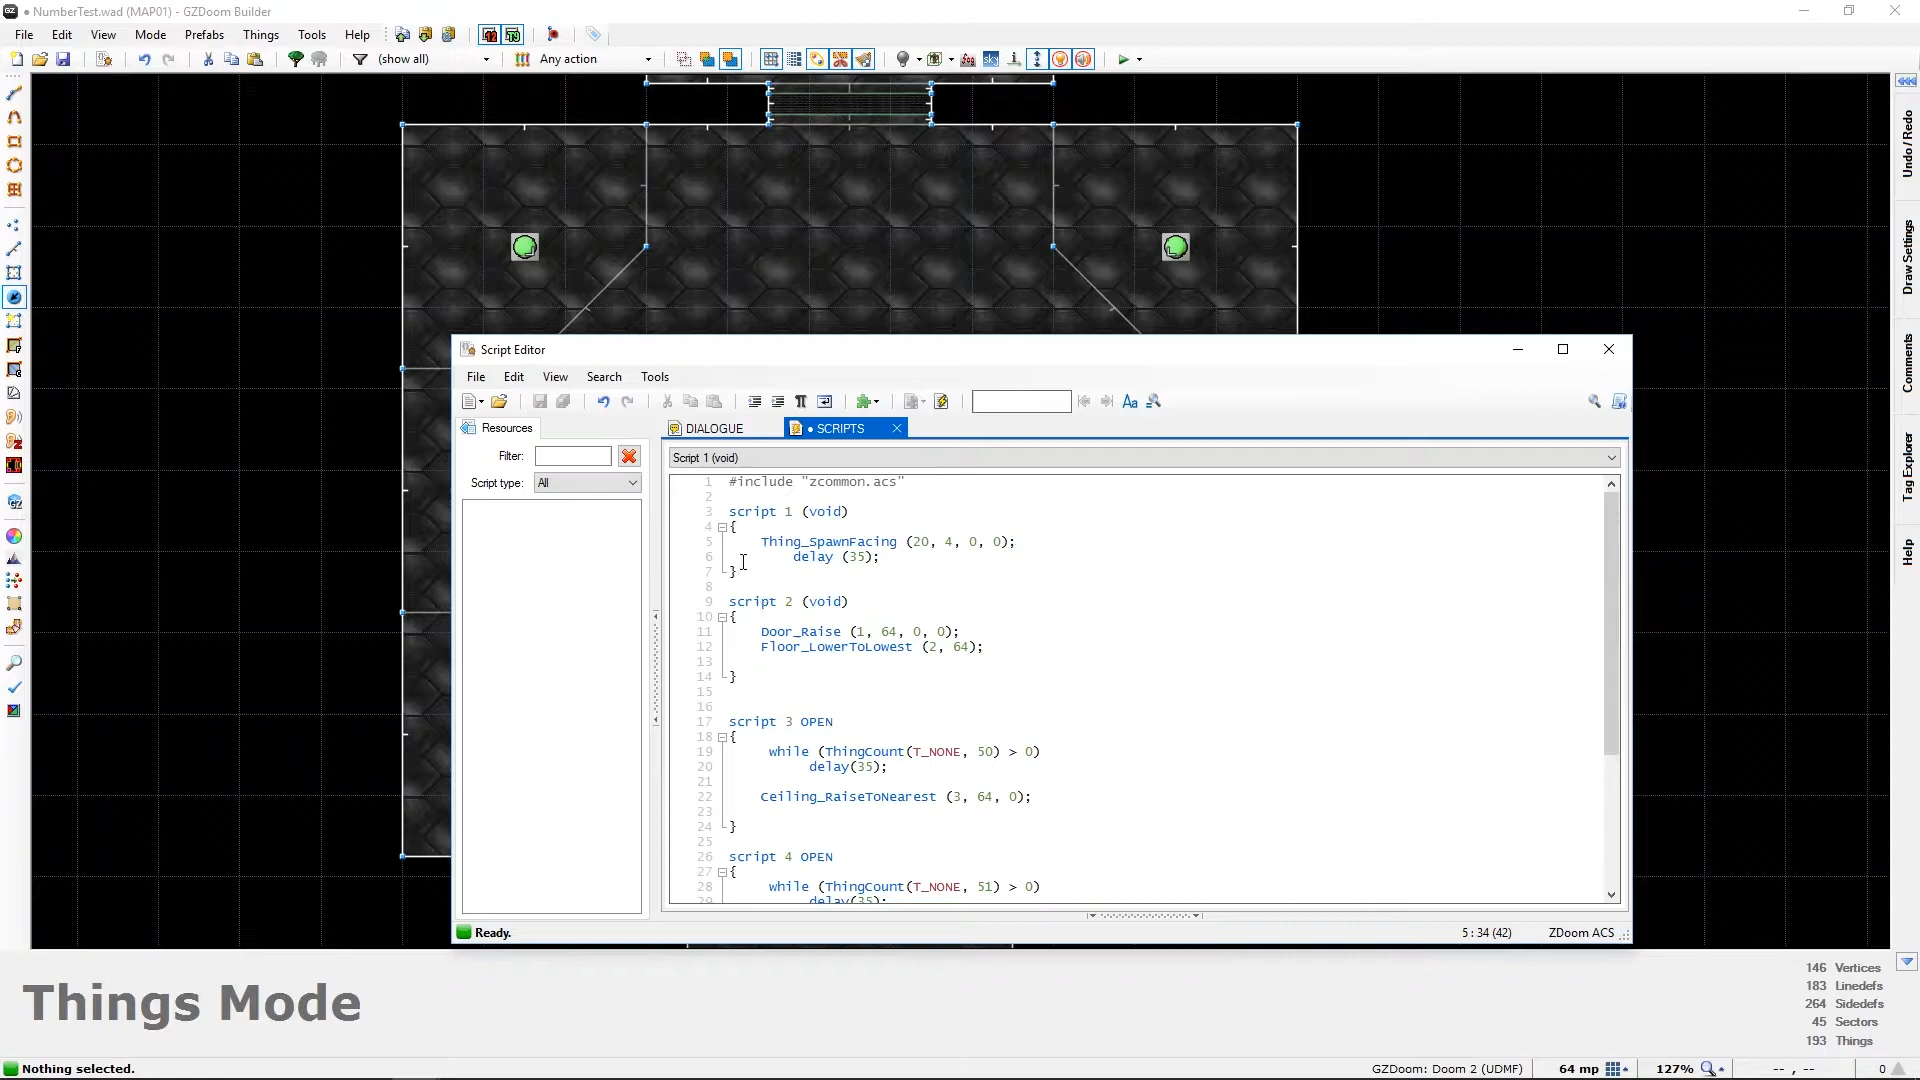 • NumberTest.wad (MAP01) - GZDoom Builder
File Edit View Mode Prefabs Things Tools Help
(show all) Any action
Undo / Redo
Draw Settings
Comments
Tag Explorer
Help
Script Editor
File Edit View Search Tools
Resources
Filter:
Script type: All
DIALOGUE
• SCRIPTS
Script 1 (void)
1 #include "zcommon.acs"
2
3 script 1 (void)
4 {
5 Thing_SpawnFacing (20, 4, 0, 0);
6 delay (35);
7 }
8
9 script 2 (void)
10 {
11 Door_Raise (1, 64, 0, 0);
12 Floor_LowerToLowest (2, 64);
13
14 }
15
16
17 script 3 OPEN
18 {
19 while (ThingCount(T_NONE, 50) > 0)
20 delay(35);
21
22 Ceiling_RaiseToNearest (3, 64, 0);
23
24 }
25
26 script 4 OPEN
27 {
28 while (ThingCount(T_NONE, 51) > 0)
29 delay(35);
Ready.
5 : 34 (42)
ZDoom ACS
Things Mode
146 Vertices
183 Linedefs
264 Sidedefs
45 Sectors
193 Things
Nothing selected.
GZDoom: Doom 2 (UDMF) 64 mp 127% -- , -- 0